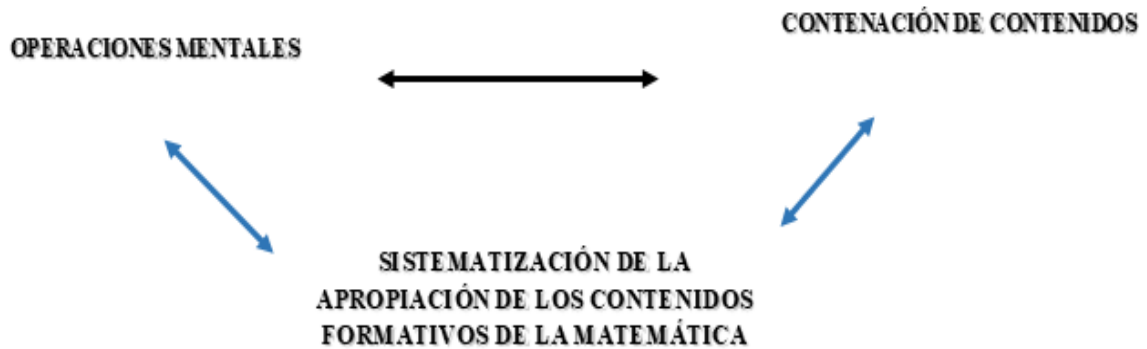 OPERACIONES MENTALES
CONTENACIÓN DE CONTENIDOS
SISTEMATIZACIÓN DE LA
APROPIACIÓN DE LOS CONTENIDOS
FORMATIVOS DE LA MATEMÁTICA